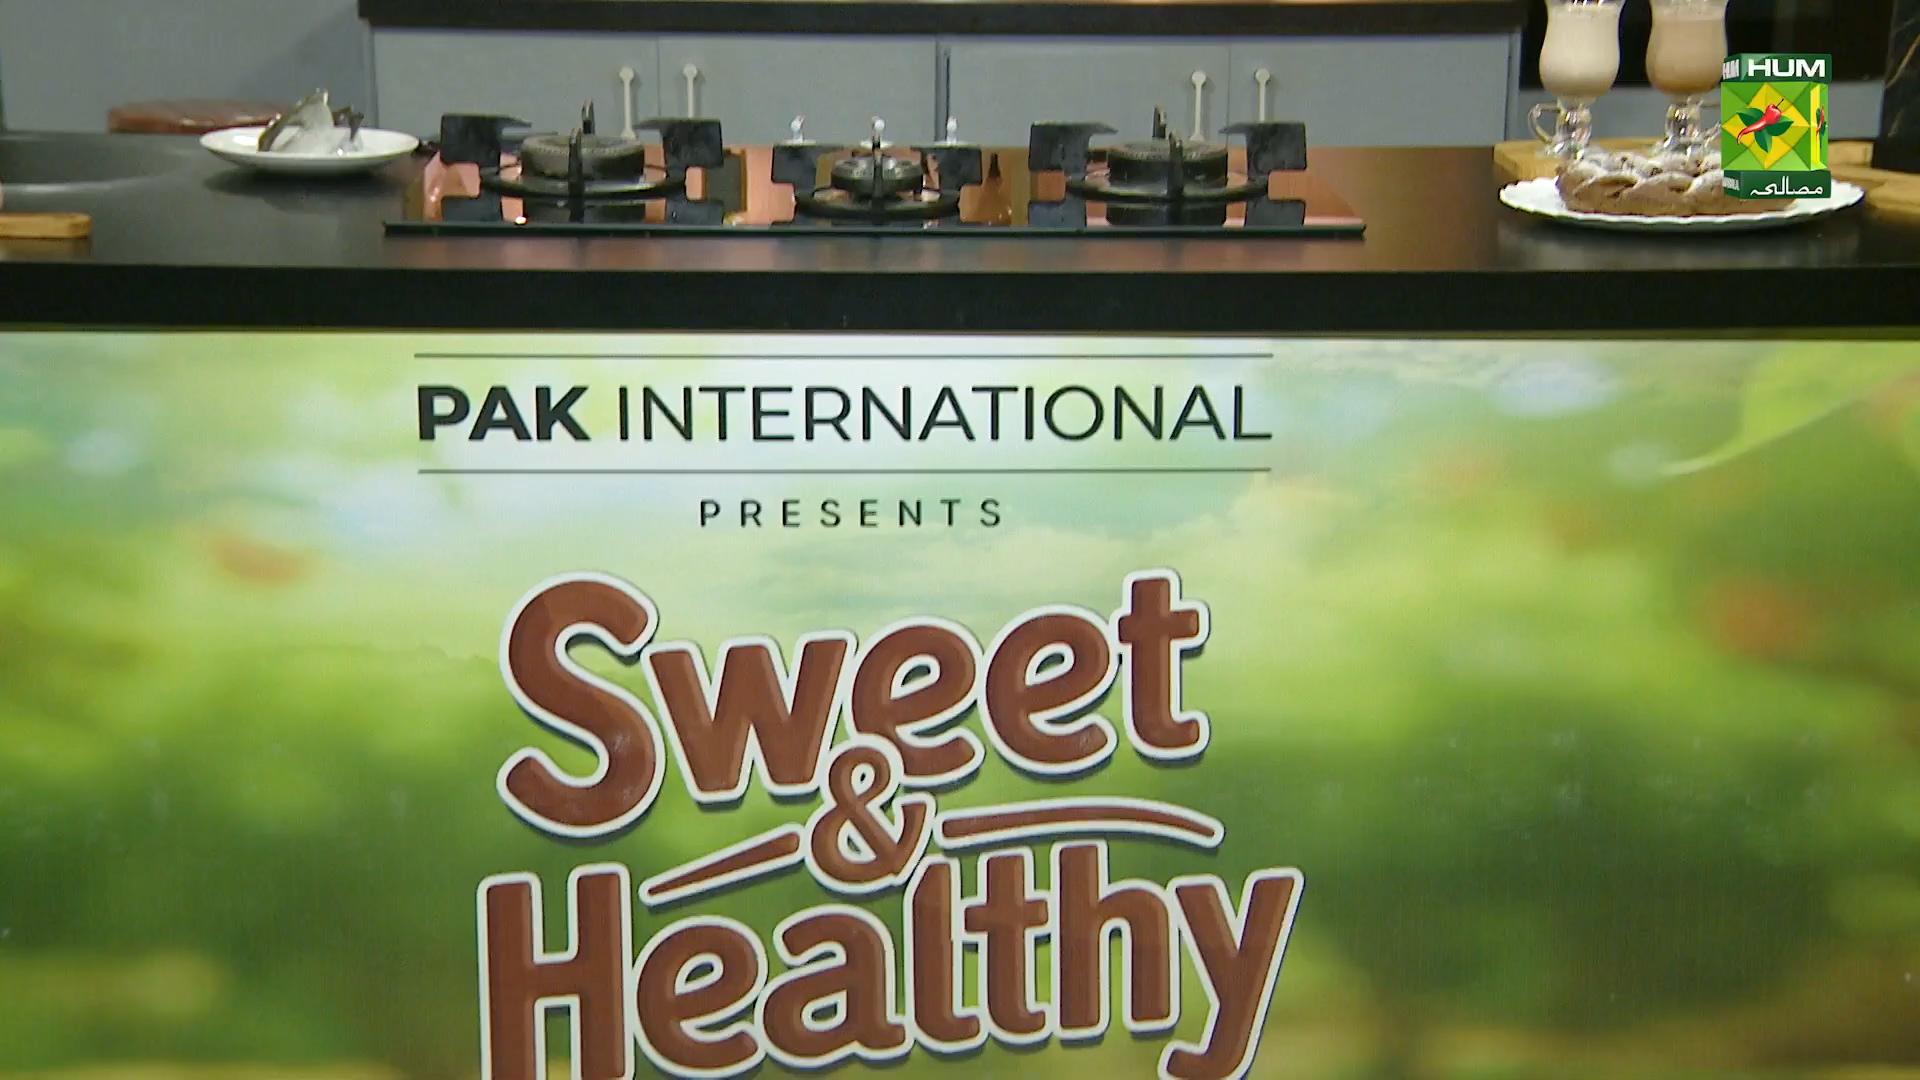 HUM
مصالحہ
PAK INTERNATIONAL
PRESENTS
Sweet
&
Healthy